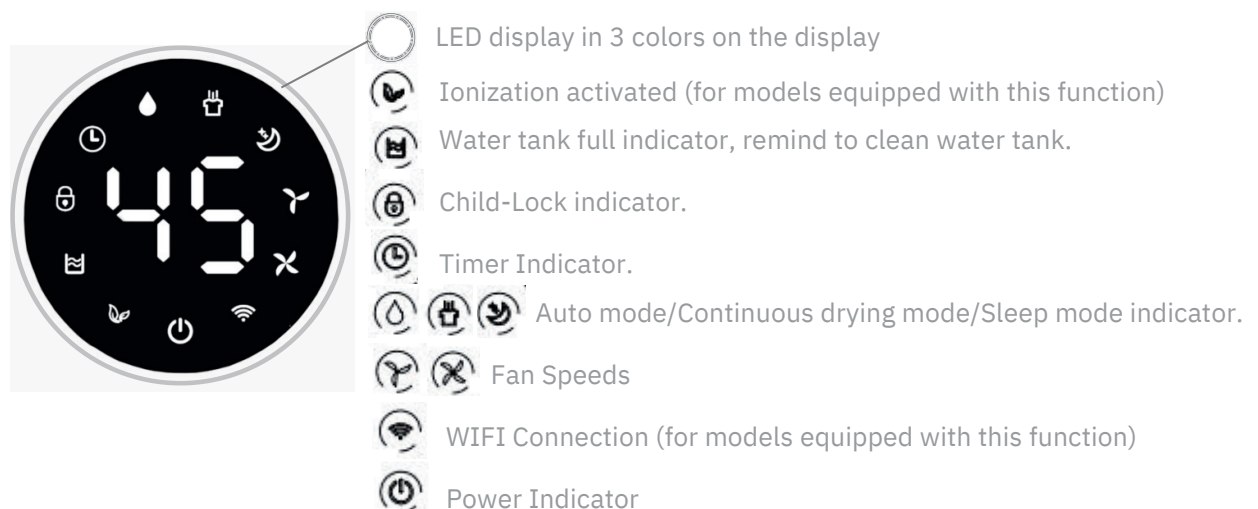 LED display in 3 colors on the display
Ionization activated (for models equipped with this function)
Water tank full indicator, remind to clean water tank.
45
Child-Lock indicator.
Timer Indicator.
Auto mode/Continuous drying mode/Sleep mode indicator.
Fan Speeds
WIFI Connection (for models equipped with this function)
Power Indicator